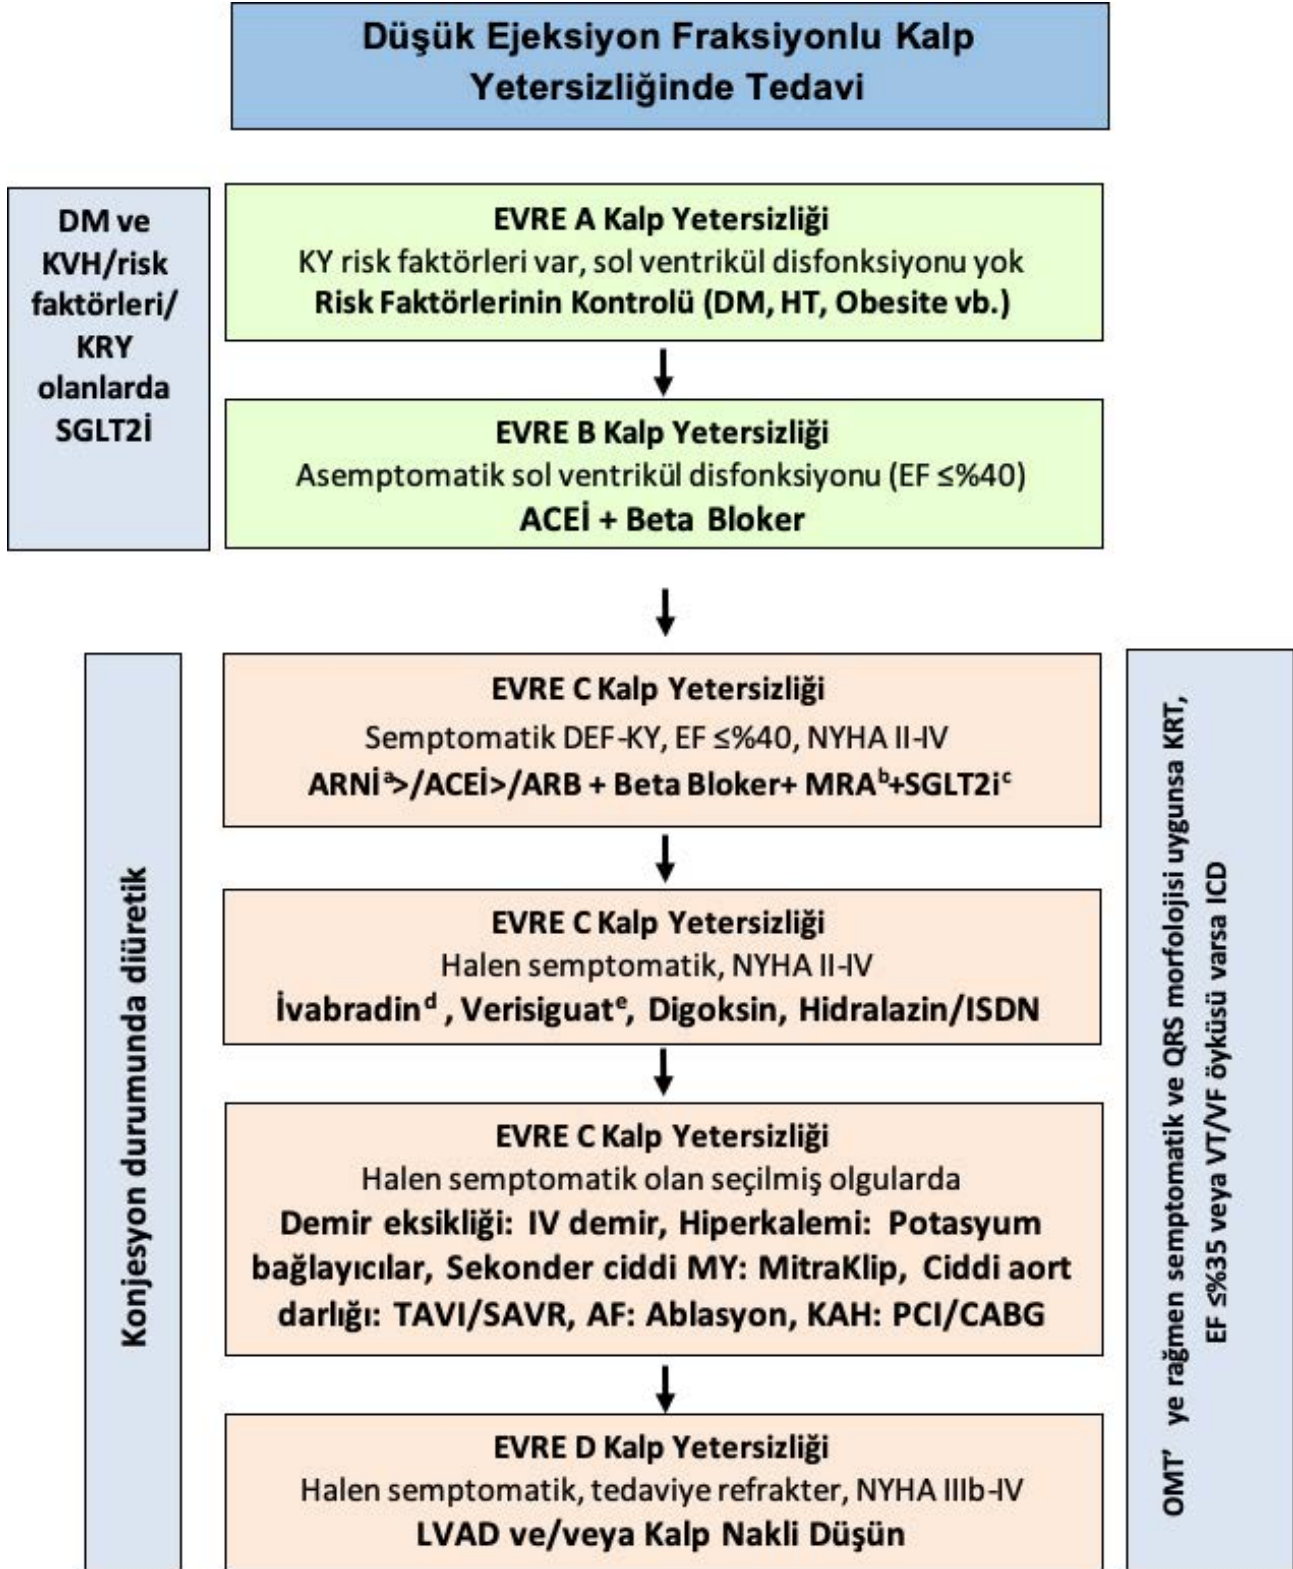 Düşük Ejeksiyon Fraksiyonlu Kalp
Yetersizliğinde Tedavi
DM ve
KVH/risk
faktörleri/
KRY
olanlarda
SGLT2İ
EVRE A Kalp Yetersizliği
KY risk faktörleri var, sol ventrikül disfonksiyonu yok
Risk Faktörlerinin Kontrolü (DM, HT, Obesite vb.)
EVRE B Kalp Yetersizliği
Asemptomatik sol ventrikül disfonksiyonu (EF ≤%40)
ACEİ + Beta Bloker
Konjesyon durumunda diüretik
EVRE C Kalp Yetersizliği
Semptomatik DEF-KY, EF ≤%40, NYHA II-IV
ARNİᵃ>/ACEİ>/ARB + Beta Bloker+ MRAᵇ+SGLT2iᶜ
EVRE C Kalp Yetersizliği
Halen semptomatik, NYHA II-IV
İvabradinᵈ , Verisiguatᵉ, Digoksin, Hidralazin/ISDN
EVRE C Kalp Yetersizliği
Halen semptomatik olan seçilmiş olgularda
Demir eksikliği: IV demir, Hiperkalemi: Potasyum
bağlayıcılar, Sekonder ciddi MY: MitraKlip, Ciddi aort
darlığı: TAVI/SAVR, AF: Ablasyon, KAH: PCI/CABG
EVRE D Kalp Yetersizliği
Halen semptomatik, tedaviye refrakter, NYHA IIIb-IV
LVAD ve/veya Kalp Nakli Düşün
OMT' ye rağmen semptomatik ve QRS morfolojisi uygunsa KRT,
EF ≤%35 veya VT/VF öyküsü varsa ICD